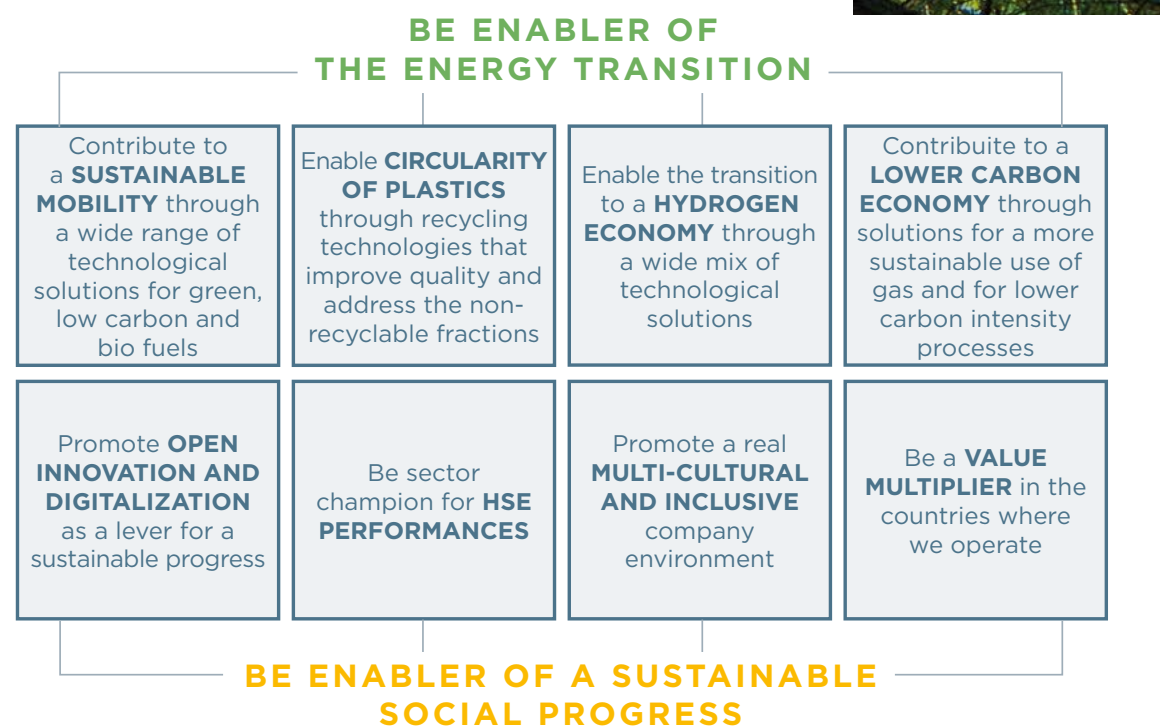 BE ENABLER OF
THE ENERGY TRANSITION
Contribute to
a SUSTAINABLE
MOBILITY through
a wide range of
technological
solutions for green,
low carbon and
bio fuels
Enable CIRCULARITY
OF PLASTICS
through recycling
technologies that
improve quality and
address the non-
recyclable fractions
Enable the transition
to a HYDROGEN
ECONOMY through
a wide mix of
technological
solutions
Contribuite to a
LOWER CARBON
ECONOMY through
solutions for a more
sustainable use of
gas and for lower
carbon intensity
processes
Promote OPEN
INNOVATION AND
DIGITALIZATION
as a lever for a
sustainable progress
Be sector
champion for HSE
PERFORMANCES
Promote a real
MULTI-CULTURAL
AND INCLUSIVE
company
environment
Be a VALUE
MULTIPLIER in the
countries where
we operate
BE ENABLER OF A SUSTAINABLE
SOCIAL PROGRESS